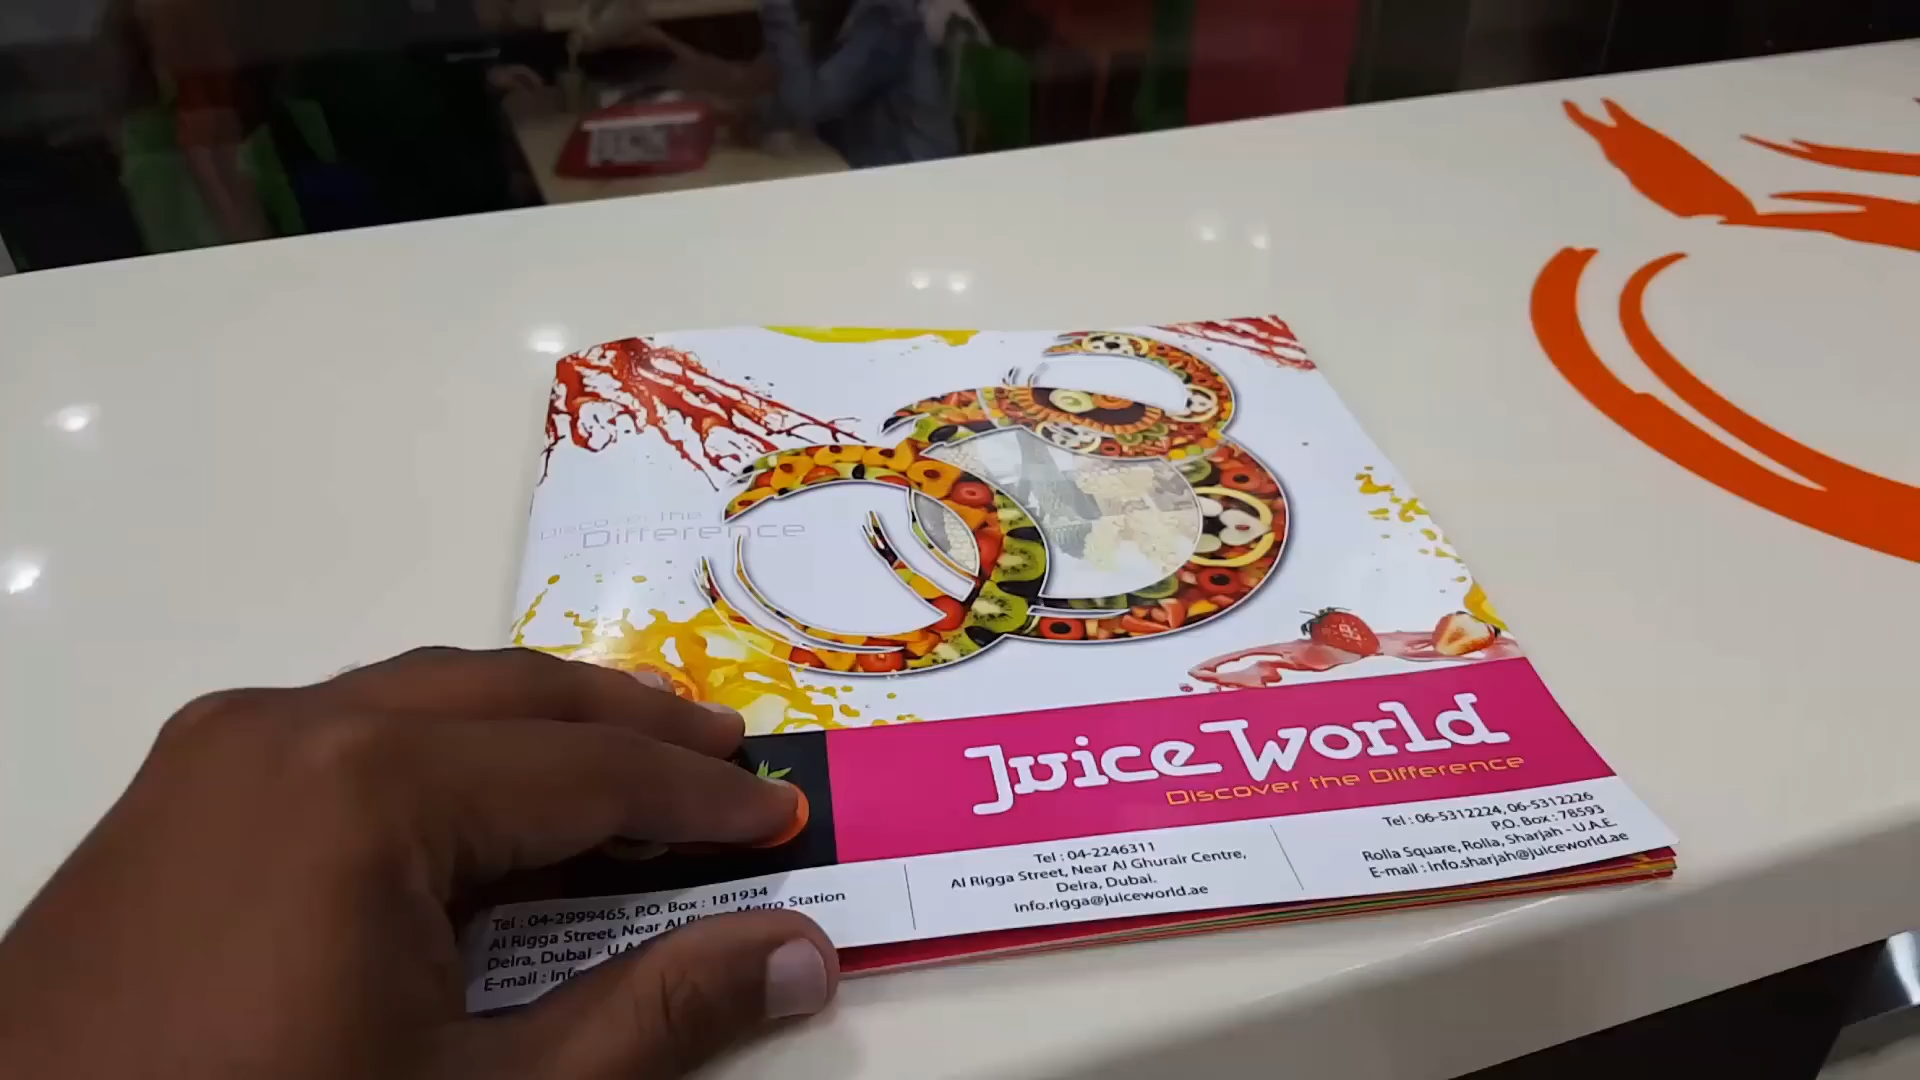 Discover the
Difference
Juice World
Discover the Difference
Tel : 04-2999465, P.O. Box : 181934
Al Rigga Street, Near Al Rigga Metro Station
Deira, Dubai - U.A
E-mail : Info
Tel : 04-2246311
Al Rigga Street, Near Al Ghurair Centre,
Deira, Dubai.
info.rigga@juiceworld.ae
Tel : 06-5312224, 06-5312226
P.O. Box : 78593
Rolla Square, Rolla, Sharjah - U.A.E.
E-mail : info.sharjah@juiceworld.ae